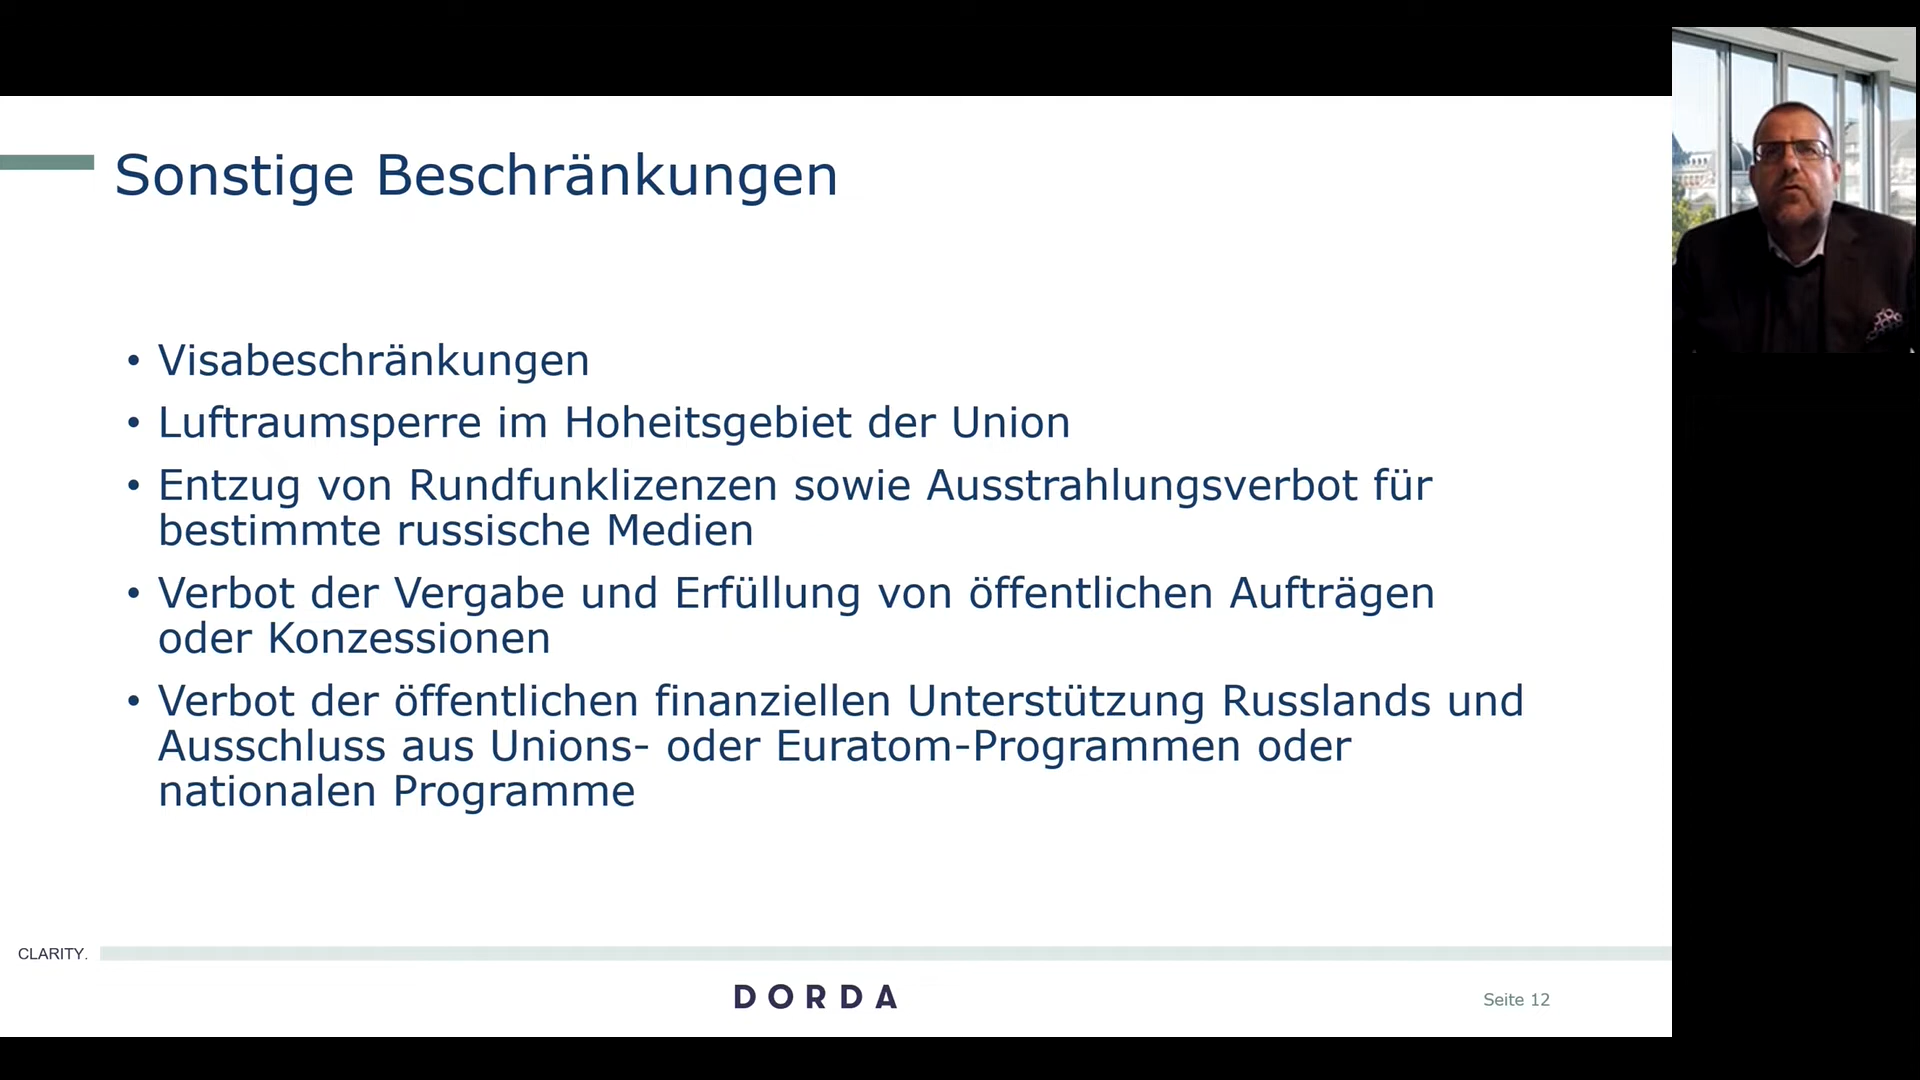 Sonstige Beschränkungen
• Visabeschränkungen
• Luftraumsperre im Hoheitsgebiet der Union
• Entzug von Rundfunklizenzen sowie Ausstrahlungsverbot für
bestimmte russische Medien
• Verbot der Vergabe und Erfüllung von öffentlichen Aufträgen
oder Konzessionen
• Verbot der öffentlichen finanziellen Unterstützung Russlands und
Ausschluss aus Unions- oder Euratom-Programmen oder
nationalen Programme
CLARITY.
DORDA
Seite 12